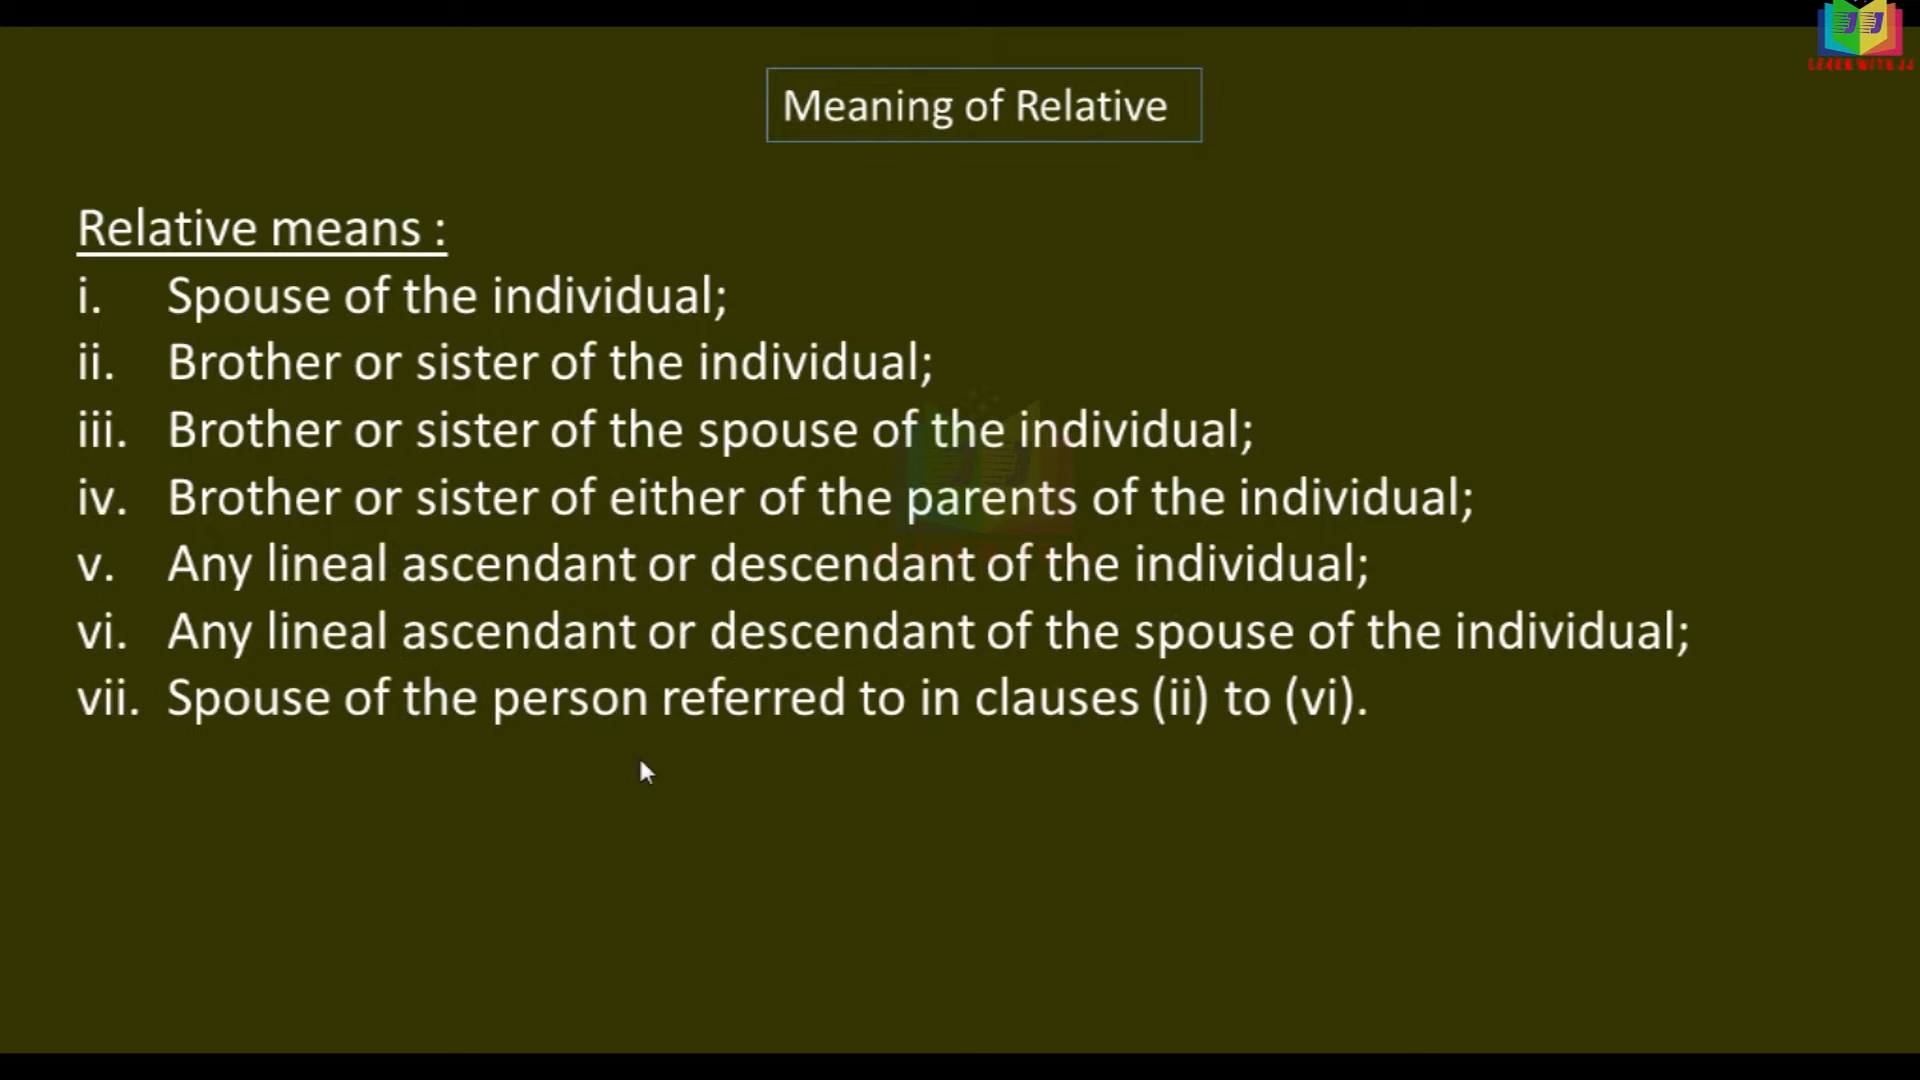 LEARN WITH JJ
Meaning of Relative
Relative means :
i. Spouse of the individual;
ii. Brother or sister of the individual;
iii. Brother or sister of the spouse of the individual;
iv. Brother or sister of either of the parents of the individual;
v. Any lineal ascendant or descendant of the individual;
vi. Any lineal ascendant or descendant of the spouse of the individual;
vii. Spouse of the person referred to in clauses (ii) to (vi).